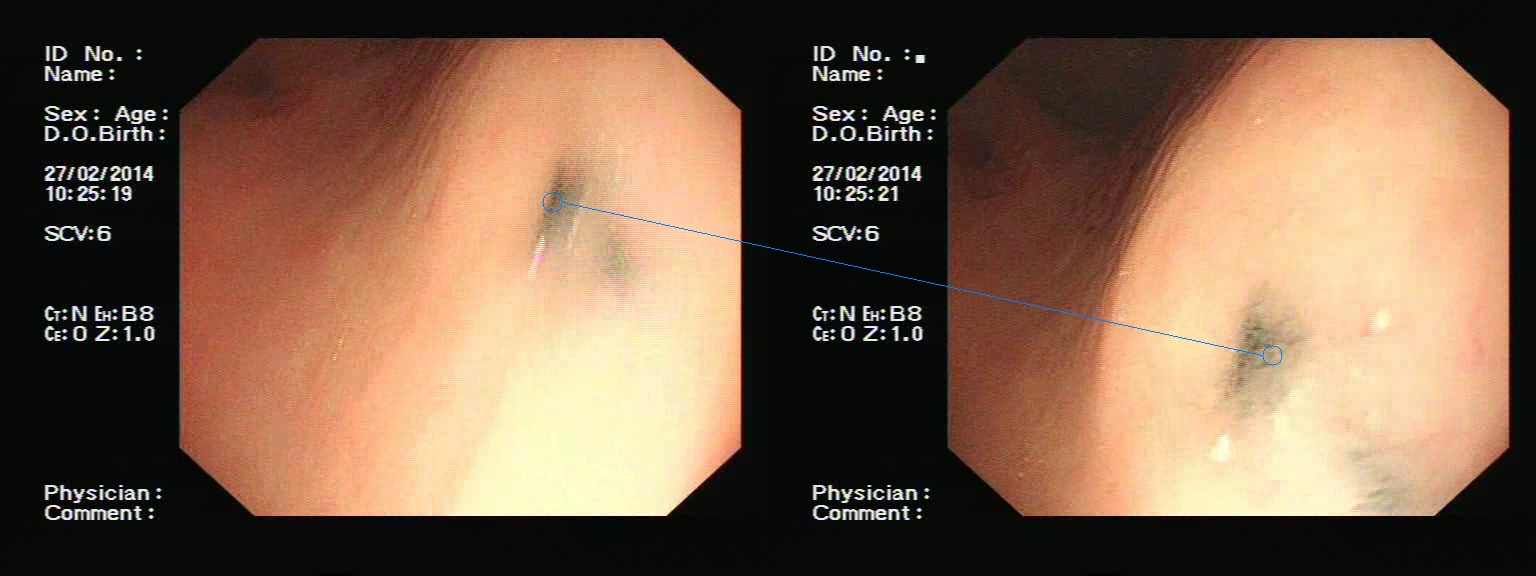 ID No. :
Name:
Sex: Age:
D.O.Birth:
27/02/2014
10:25:19
SCV:6
CT:N EH:B8
CE:0 Z:1.0
Physician:
Comment:
ID No. :
Name:
Sex: Age:
D.O.Birth:
27/02/2014
10:25:21
SCV:6
CT:N EH:B8
CE:0 Z:1.0
Physician:
Comment: